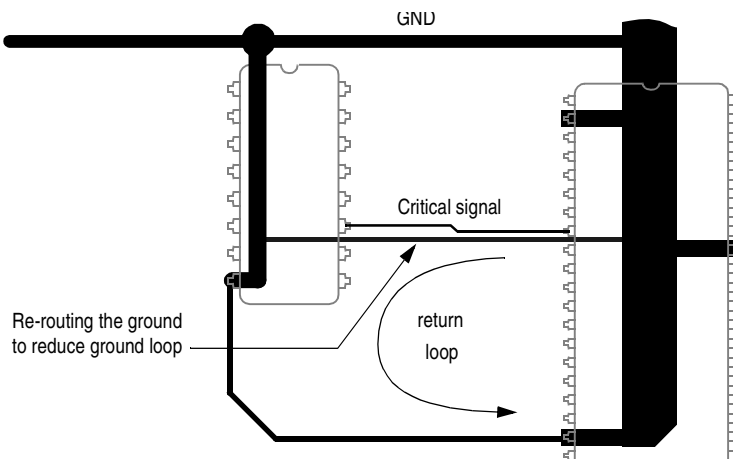 GND
Critical signal
Re-routing the ground
to reduce ground loop
return
loop